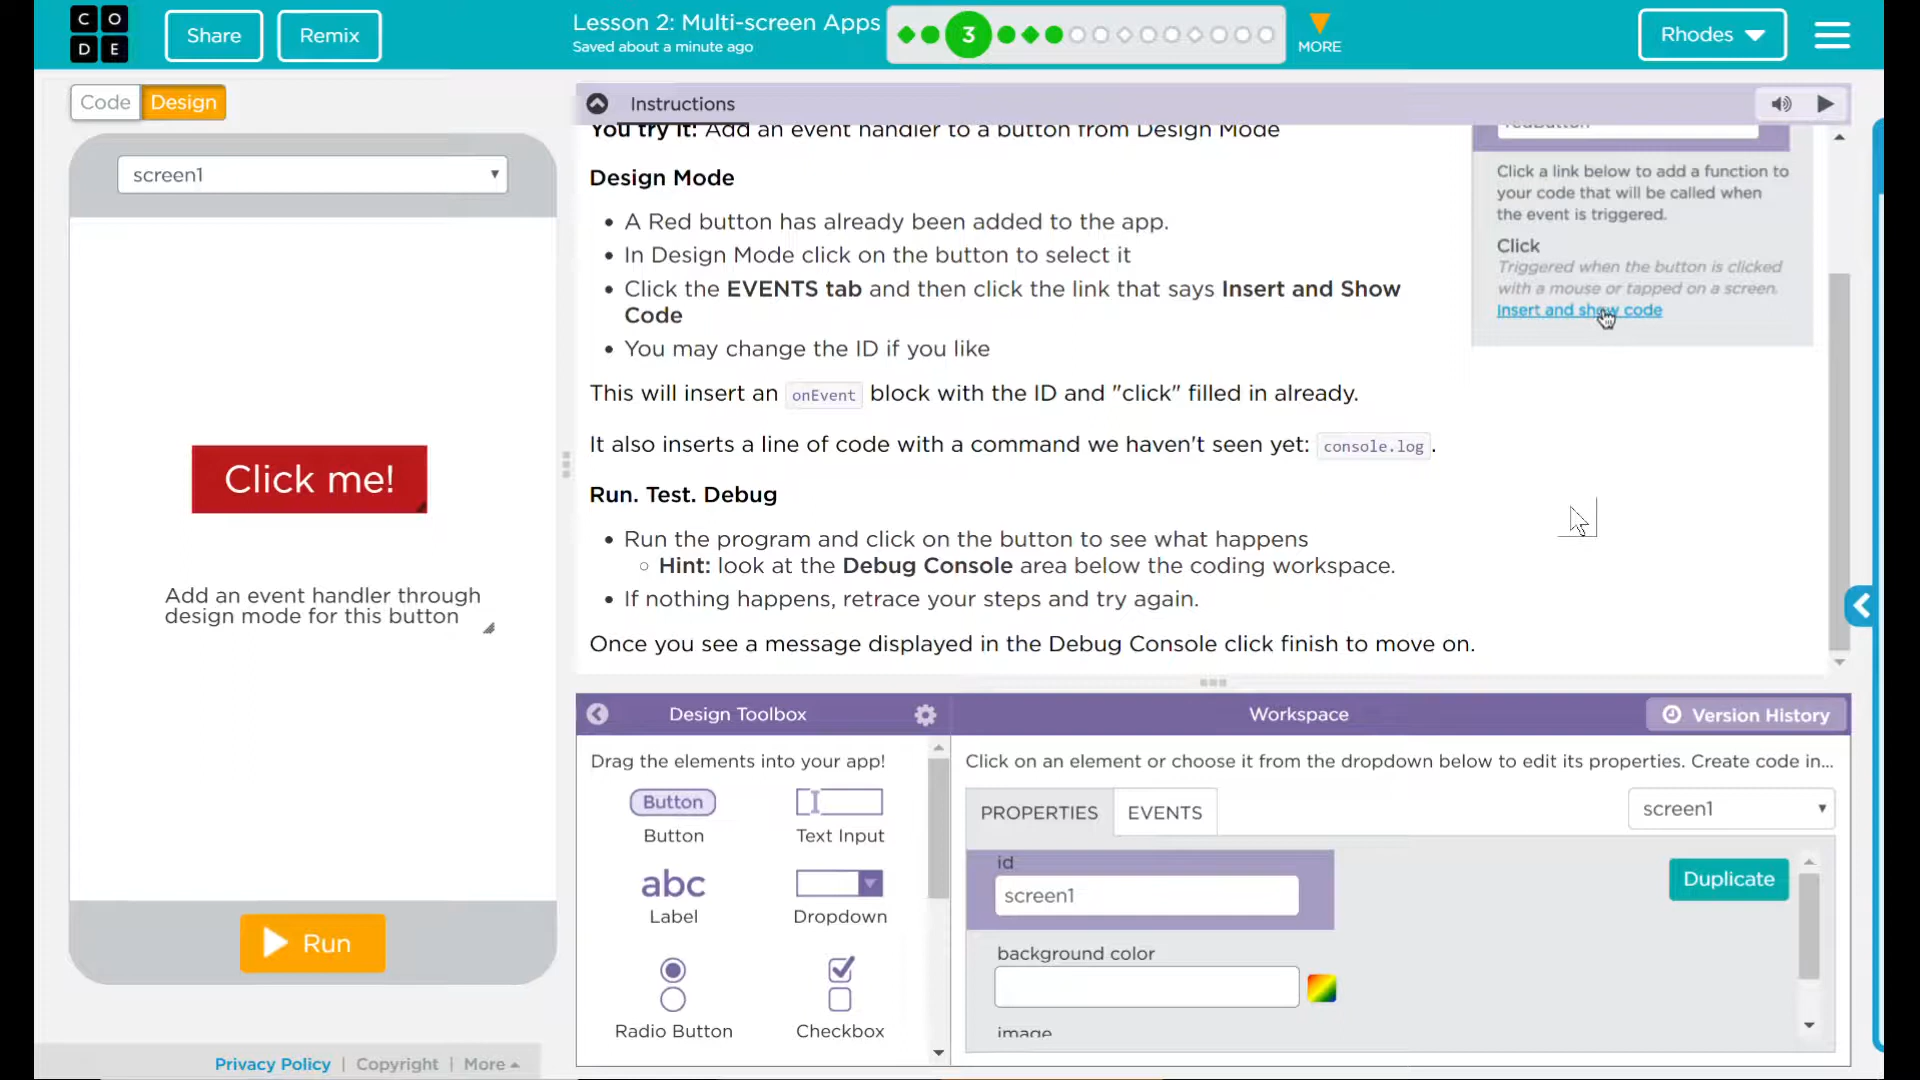 C O
D E
Share
Remix
Lesson 2: Multi-screen Apps
Saved about a minute ago
3
MORE
Rhodes
Code
Design
Instructions
screen1
You try it: Add an event handler to a button from Design Mode
Design Mode
• A Red button has already been added to the app.
• In Design Mode click on the button to select it
• Click the EVENTS tab and then click the link that says Insert and Show
Code
• You may change the ID if you like
This will insert an onEvent block with the ID and "click" filled in already.
It also inserts a line of code with a command we haven't seen yet: console.log.
Run. Test. Debug
• Run the program and click on the button to see what happens
○ Hint: look at the Debug Console area below the coding workspace.
• If nothing happens, retrace your steps and try again.
Once you see a message displayed in the Debug Console click finish to move on.
redButton
Click a link below to add a function to
your code that will be called when
the event is triggered.
Click
Triggered when the button is clicked
with a mouse or tapped on a screen.
Insert and show code
Click me!
Add an event handler through
design mode for this button
Run
Design Toolbox
Workspace
Version History
Drag the elements into your app!
Button
Button
Text Input
abc
Label
Dropdown
Radio Button
Checkbox
Click on an element or choose it from the dropdown below to edit its properties. Create code in...
PROPERTIES
EVENTS
screen1
id
screen1
Duplicate
background color
image
Privacy Policy | Copyright | More